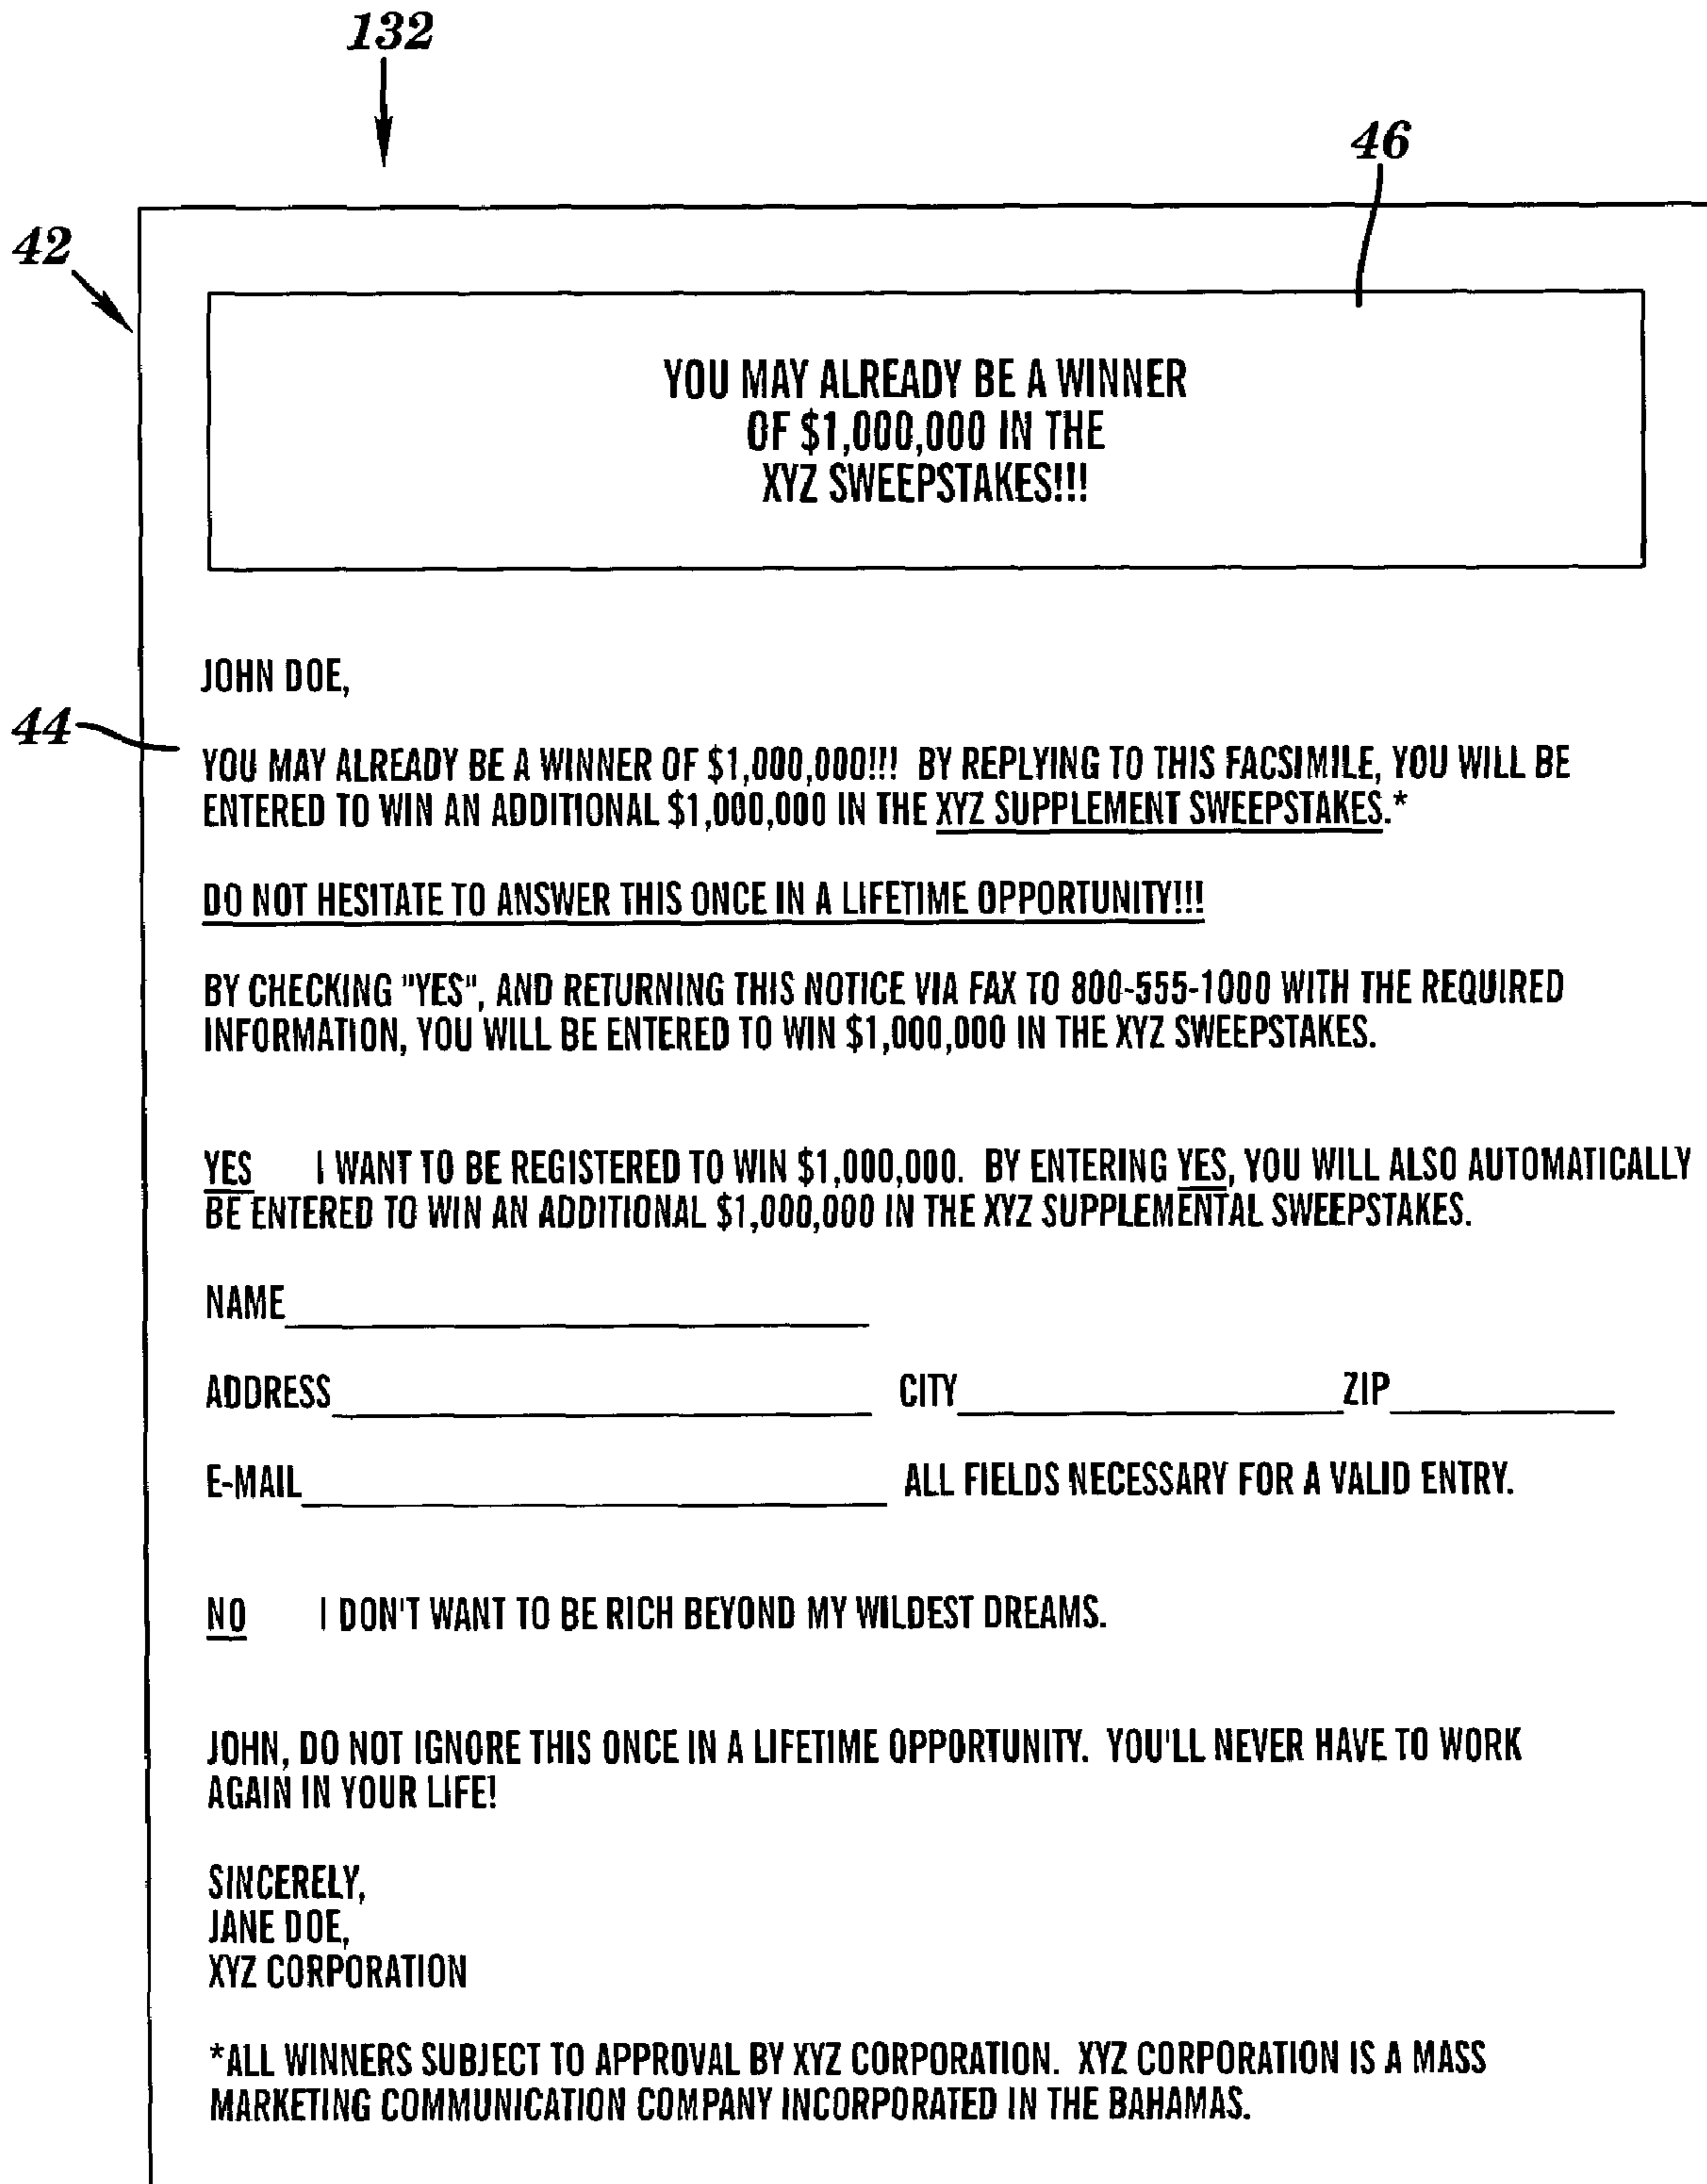 132
46
42
YOU MAY ALREADY BE A WINNER
OF $1,000,000 IN THE
XYZ SWEEPSTAKES!!!
JOHN DOE,
44
YOU MAY ALREADY BE A WINNER OF $1,000,000!!! BY REPLYING TO THIS FACSIMILE, YOU WILL BE
ENTERED TO WIN AN ADDITIONAL $1,000,000 IN THE XYZ SUPPLEMENT SWEEPSTAKES.*
DO NOT HESITATE TO ANSWER THIS ONCE IN A LIFETIME OPPORTUNITY!!!
BY CHECKING "YES", AND RETURNING THIS NOTICE VIA FAX TO 800-555-1000 WITH THE REQUIRED
INFORMATION, YOU WILL BE ENTERED TO WIN $1,000,000 IN THE XYZ SWEEPSTAKES.
YES I WANT TO BE REGISTERED TO WIN $1,000,000. BY ENTERING YES, YOU WILL ALSO AUTOMATICALLY
BE ENTERED TO WIN AN ADDITIONAL $1,000,000 IN THE XYZ SUPPLEMENTAL SWEEPSTAKES.
NAME
ADDRESS CITY ZIP
E-MAIL ALL FIELDS NECESSARY FOR A VALID ENTRY.
NO I DON'T WANT TO BE RICH BEYOND MY WILDEST DREAMS.
JOHN, DO NOT IGNORE THIS ONCE IN A LIFETIME OPPORTUNITY. YOU'LL NEVER HAVE TO WORK
AGAIN IN YOUR LIFE!
SINCERELY,
JANE DOE,
XYZ CORPORATION
*ALL WINNERS SUBJECT TO APPROVAL BY XYZ CORPORATION. XYZ CORPORATION IS A MASS
MARKETING COMMUNICATION COMPANY INCORPORATED IN THE BAHAMAS.